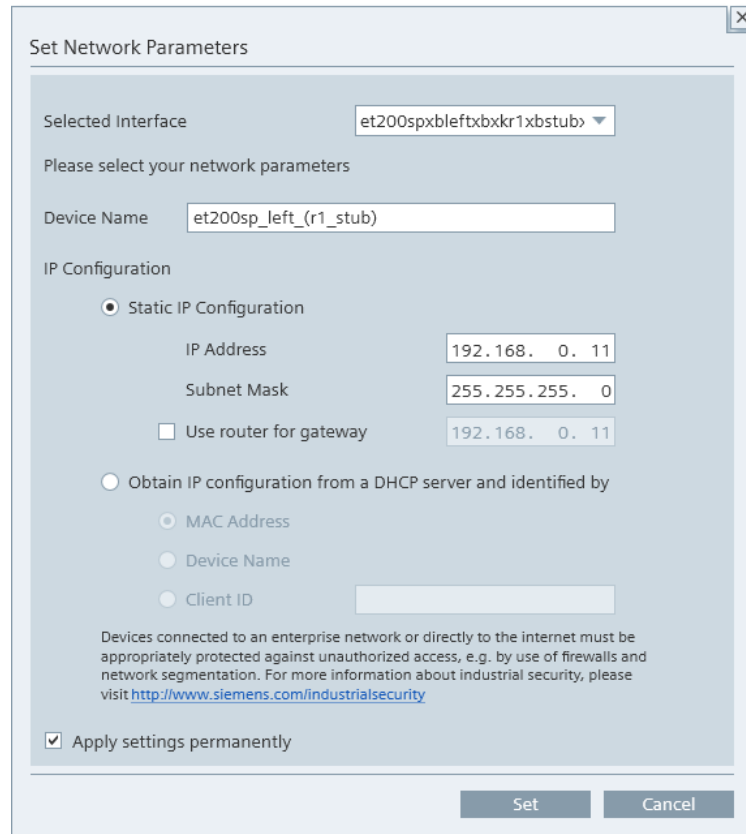 Set Network Parameters
Selected Interface et200spxbleftxbxkr1xbstubx
Please select your network parameters
Device Name et200sp_left_(r1_stub)
IP Configuration
Static IP Configuration
IP Address 192.168. 0. 11
Subnet Mask 255.255.255. 0
Use router for gateway 192.168. 0. 11
Obtain IP configuration from a DHCP server and identified by
MAC Address
Device Name
Client ID
Devices connected to an enterprise network or directly to the internet must be
appropriately protected against unauthorized access, e.g. by use of firewalls and
network segmentation. For more information about industrial security, please
visit http://www.siemens.com/industrialsecurity
Apply settings permanently
Set Cancel